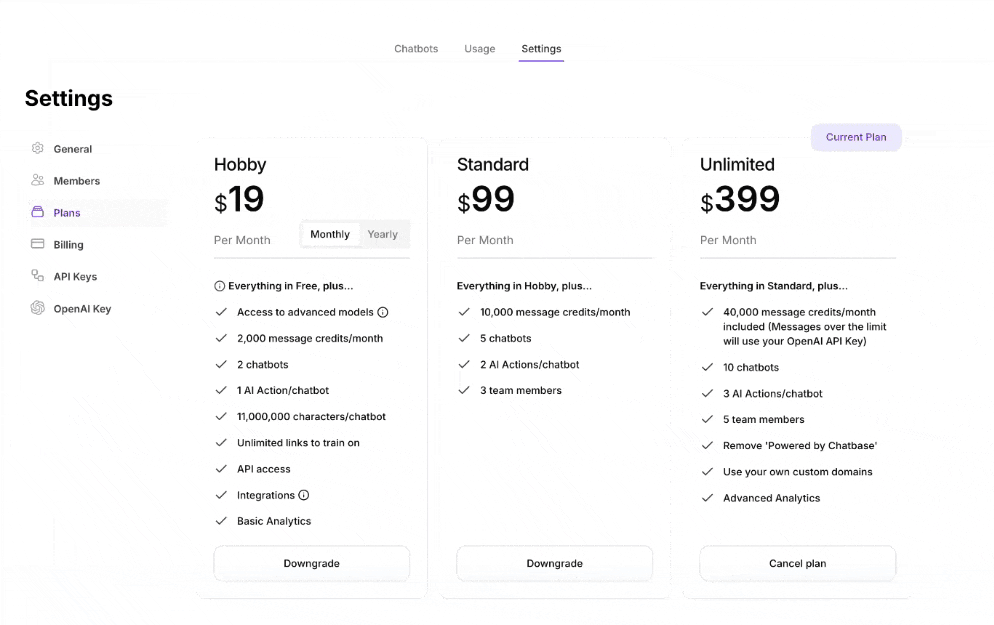 Chatbots
Usage
Settings
Settings
General
Members
Plans
Billing
API Keys
OpenAI Key
Hobby
$19
Per Month
Monthly
Yearly
Everything in Free, plus...
Access to advanced models
2,000 message credits/month
2 chatbots
1 AI Action/chatbot
11,000,000 characters/chatbot
Unlimited links to train on
API access
Integrations
Basic Analytics
Downgrade
Standard
$99
Per Month
Everything in Hobby, plus...
10,000 message credits/month
5 chatbots
2 AI Actions/chatbot
3 team members
Downgrade
Current Plan
Unlimited
$399
Per Month
Everything in Standard, plus...
40,000 message credits/month
included (Messages over the limit
will use your OpenAI API Key)
10 chatbots
3 AI Actions/chatbot
5 team members
Remove 'Powered by Chatbase'
Use your own custom domains
Advanced Analytics
Cancel plan